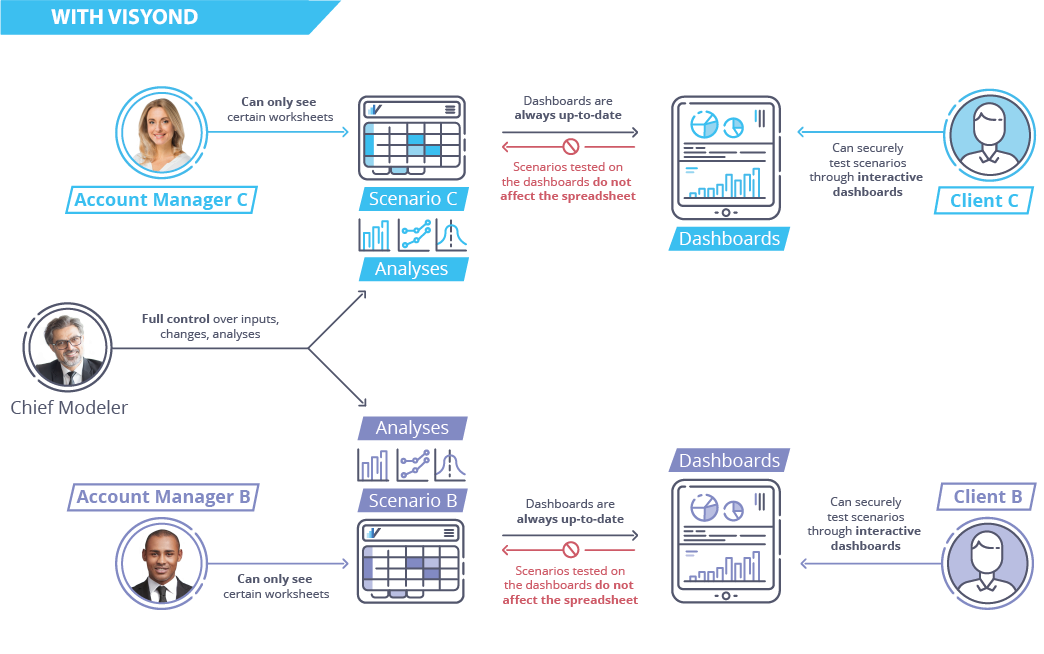 WITH VISYOND
Can only see
certain worksheets
Account Manager C
Scenario C
Analyses
Dashboards are
always up-to-date
Scenarios tested on
the dashboards do not
affect the spreadsheet
Dashboards
Can securely
test scenarios
through interactive
dashboards
Client C
Full control over inputs,
changes, analyses
Chief Modeler
Analyses
Scenario B
Account Manager B
Can only see
certain worksheets
Dashboards are
always up-to-date
Scenarios tested on
the dashboards do not
affect the spreadsheet
Dashboards
Can securely
test scenarios
through interactive
dashboards
Client B